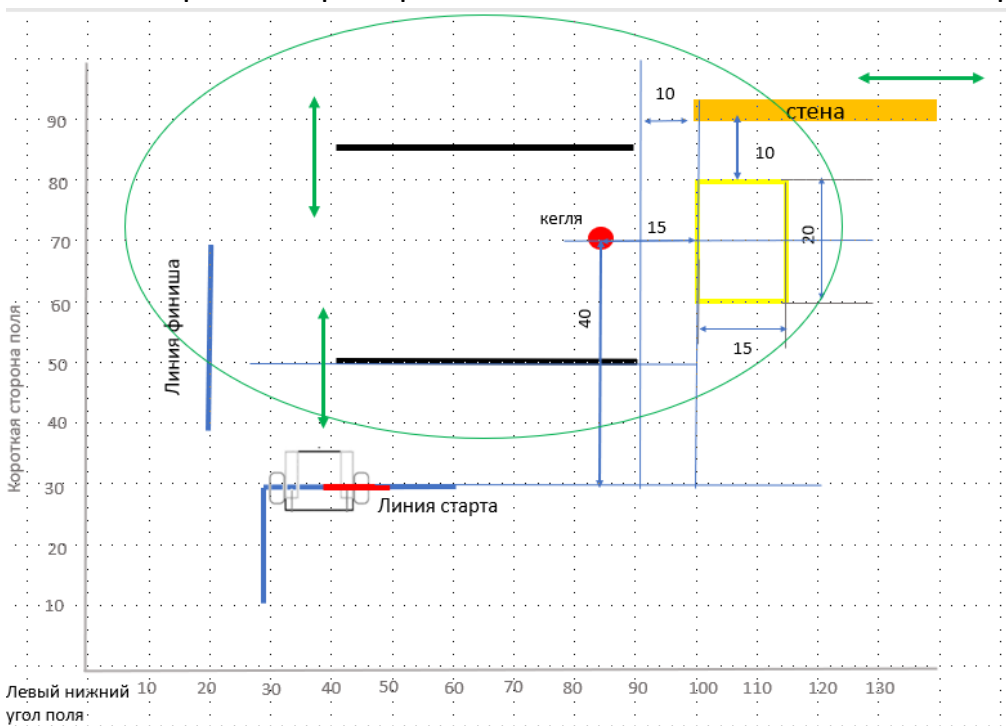 10
90
стена
10
80
кегля
15
70
20
Линия финиша
60
40
15
50
Короткая сторона поля
40
30
Линия старта
20
10
Левый нижний
угол поля
10 20 30 40 50 60 70 80 90 100 110 120 130